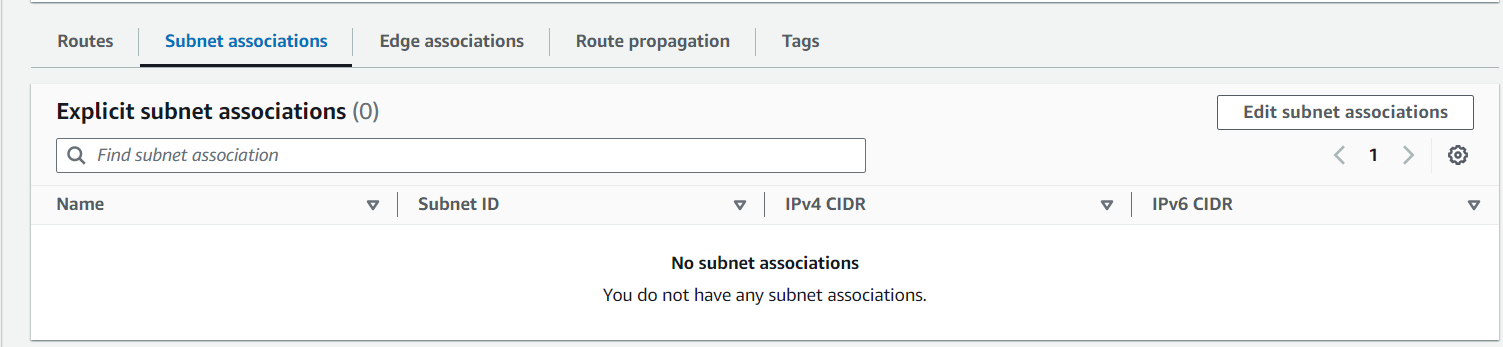 Routes Subnet associations Edge associations Route propagation Tags
Explicit subnet associations (0) Edit subnet associations
Find subnet association 1
Name Subnet ID IPv4 CIDR IPv6 CIDR
No subnet associations
You do not have any subnet associations.